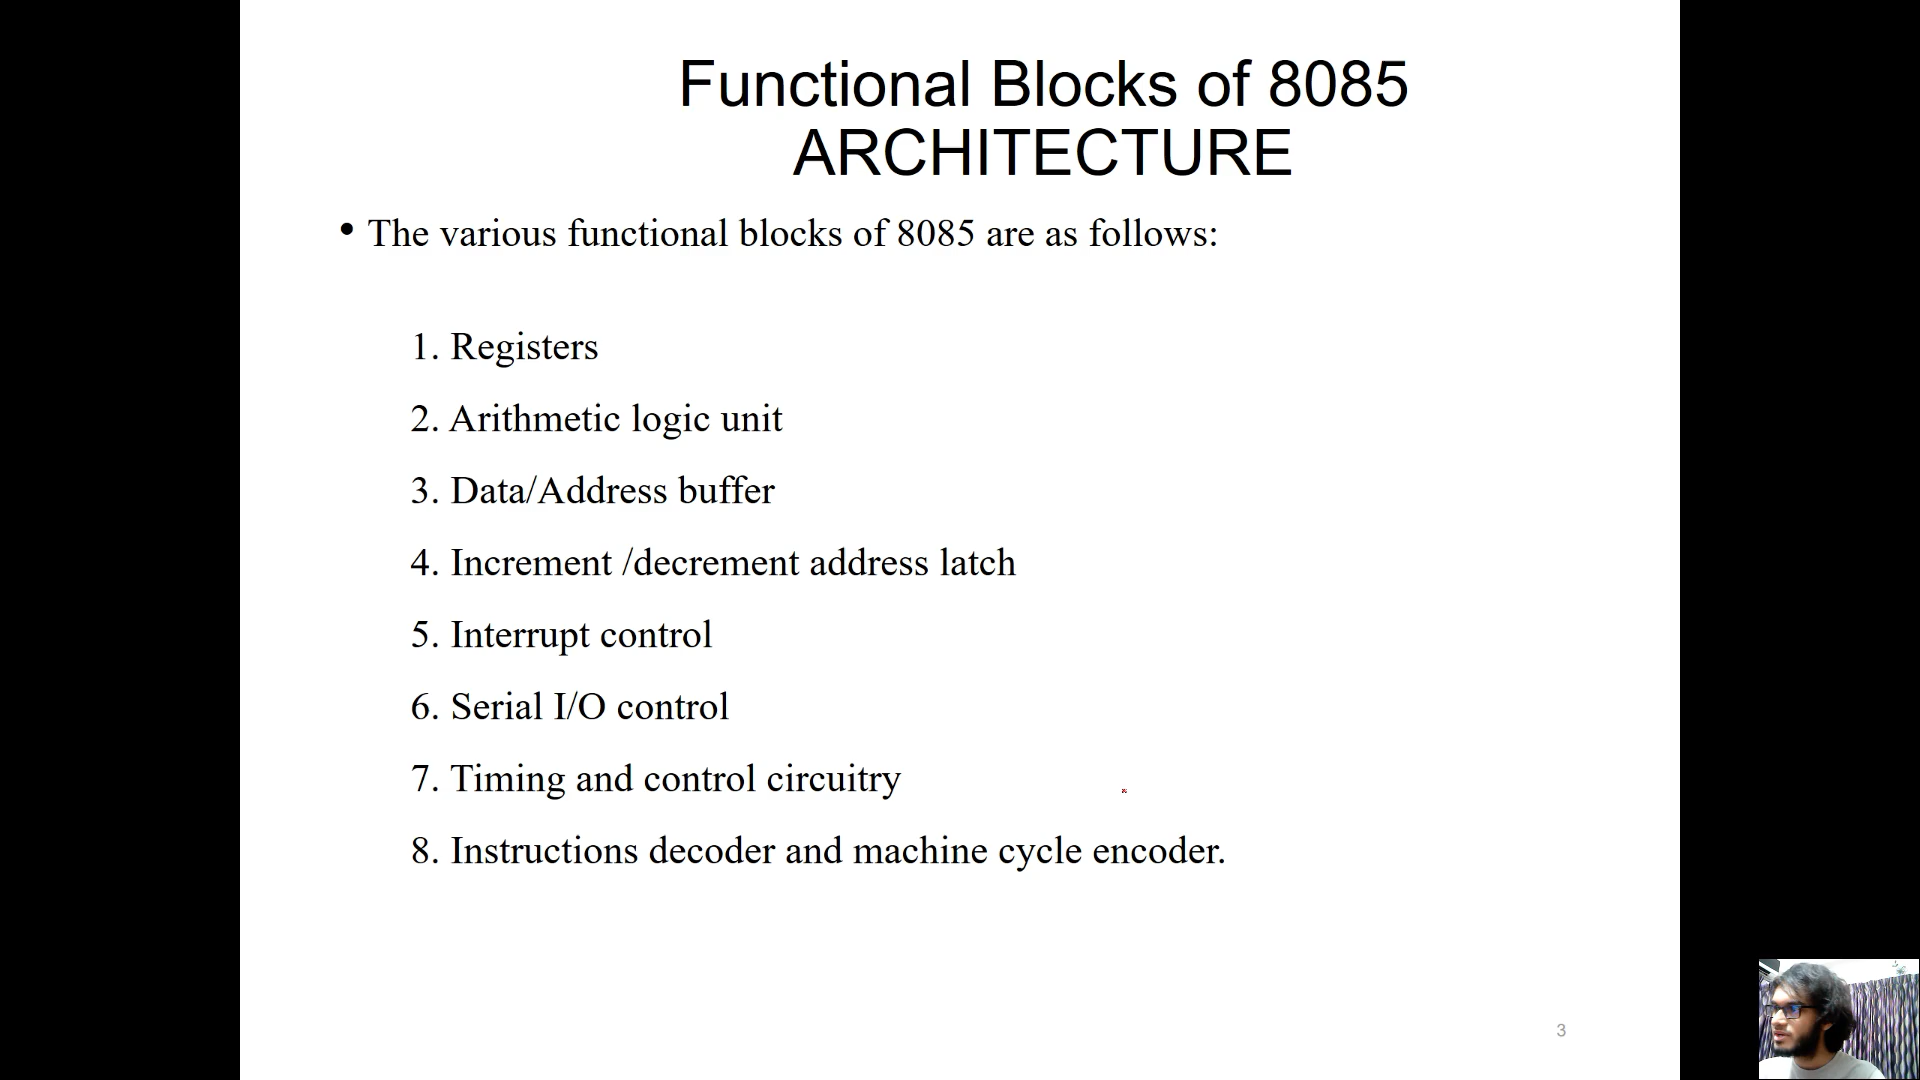 Functional Blocks of 8085
ARCHITECTURE
• The various functional blocks of 8085 are as follows:
1. Registers
2. Arithmetic logic unit
3. Data/Address buffer
4. Increment /decrement address latch
5. Interrupt control
6. Serial I/O control
7. Timing and control circuitry
8. Instructions decoder and machine cycle encoder.
3